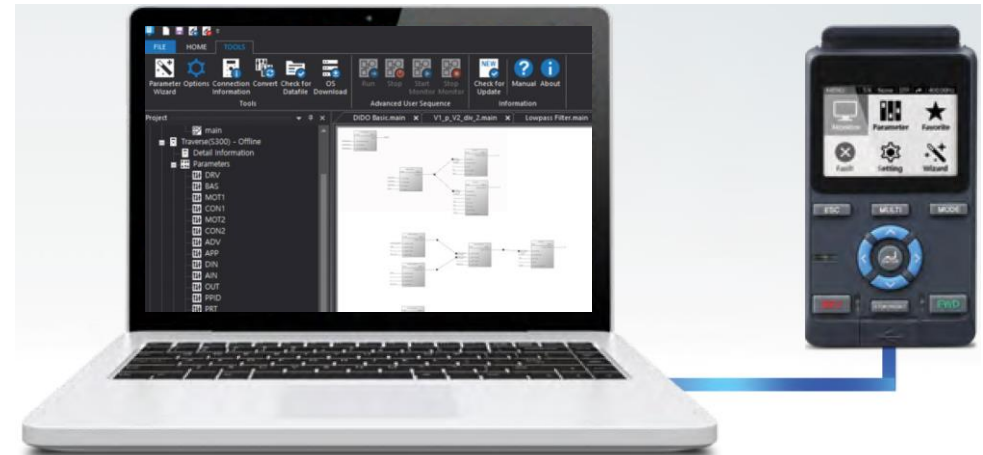 FILE HOME TOOLS
Parameter Wizard
Options
Connection Information
Convert
Check for Datafile
OS Download
Run
Stop
Start Monitor
Stop Monitor
Check for Update
NEW
Manual
About
Tools
Advanced User Sequence
Information
Project
DIDO Basic.main
V1_p_V2_div_2.main
Lowpass Filter.main
main
Traverse(S300) - Offline
Detail Information
Parameters
DRV
BAS
MOT1
CON1
MOT2
CON2
ADV
APP
DIN
AIN
OUT
PPID
PRT
Monitor
Parameter
Favorite
Fault
Setting
Wizard
ESC
MULTI
MODE
FWD